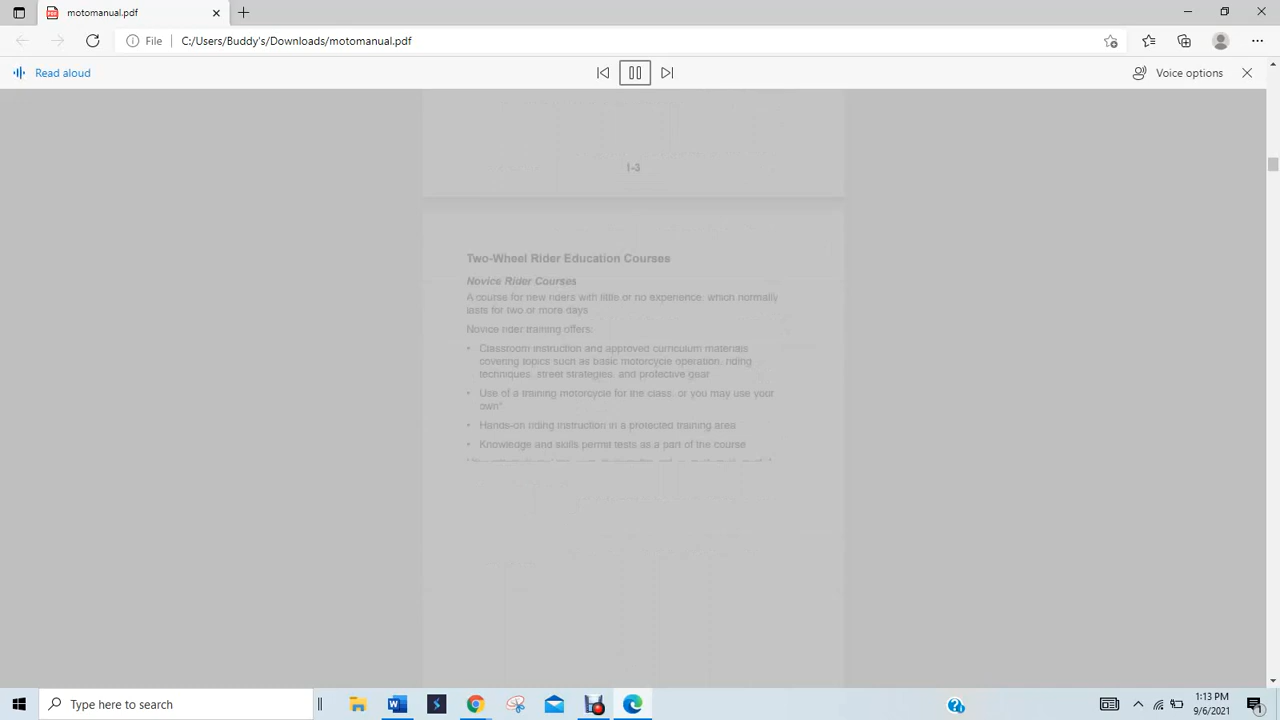 motomanual.pdf
File
C:/Users/Buddy's/Downloads/motomanual.pdf
Read aloud
Voice options
1-3
Two-Wheel Rider Education Courses
Novice Rider Courses
A course for new riders with little or no experience, which normally
lasts for two or more days
Novice rider training offers:
• Classroom instruction and approved curriculum materials
covering topics such as basic motorcycle operation, riding
techniques, street strategies, and protective gear
• Use of a training motorcycle for the class, or you may use your
own*
• Hands-on riding instruction in a protected training area
• Knowledge and skills permit tests as a part of the course
Type here to search
1:13 PM
9/6/2021